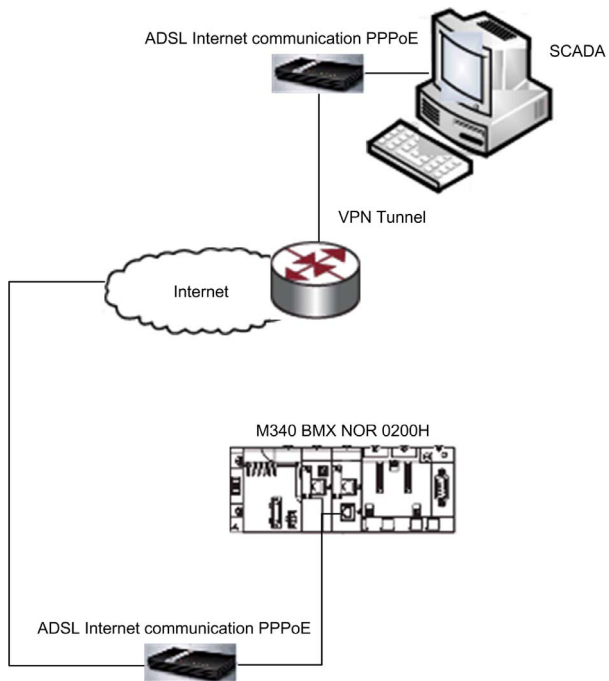 ADSL Internet communication PPPoE
SCADA
VPN Tunnel
Internet
M340 BMX NOR 0200H
ADSL Internet communication PPPoE